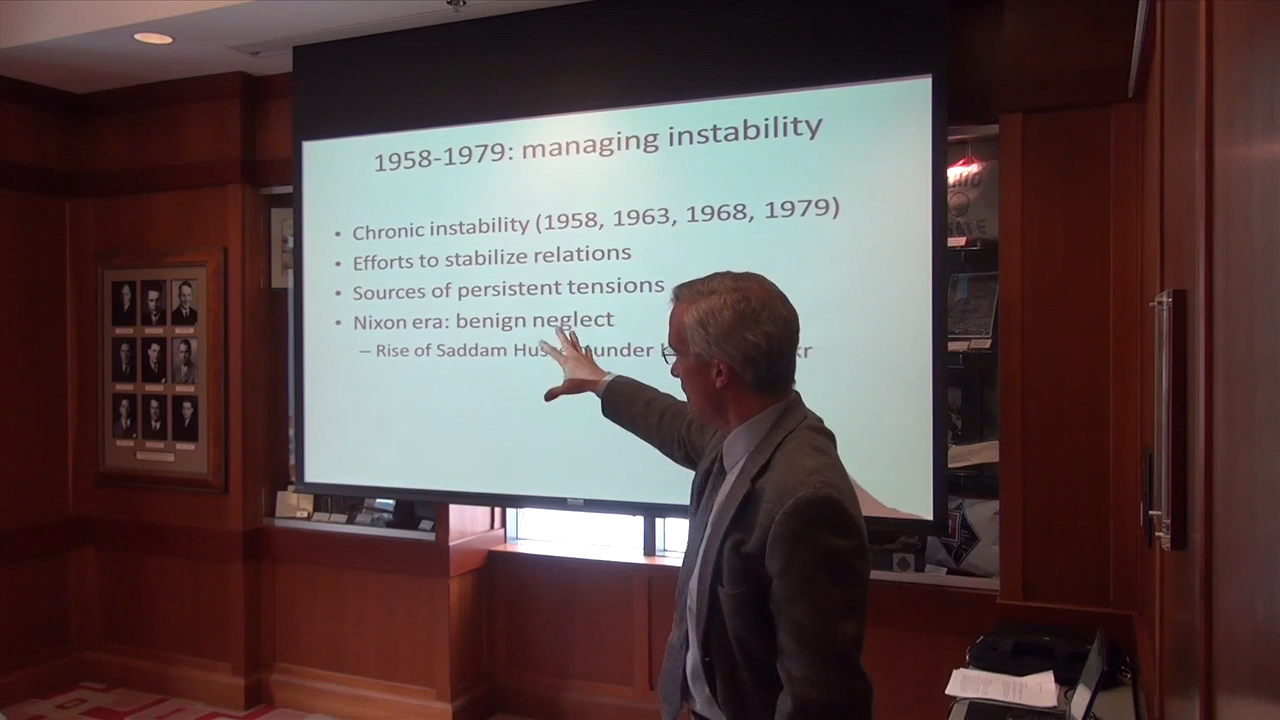 1958-1979: managing instability
• Chronic instability (1958, 1963, 1968, 1979)
• Efforts to stabilize relations
• Sources of persistent tensions
• Nixon era: benign neglect
– Rise of Saddam under